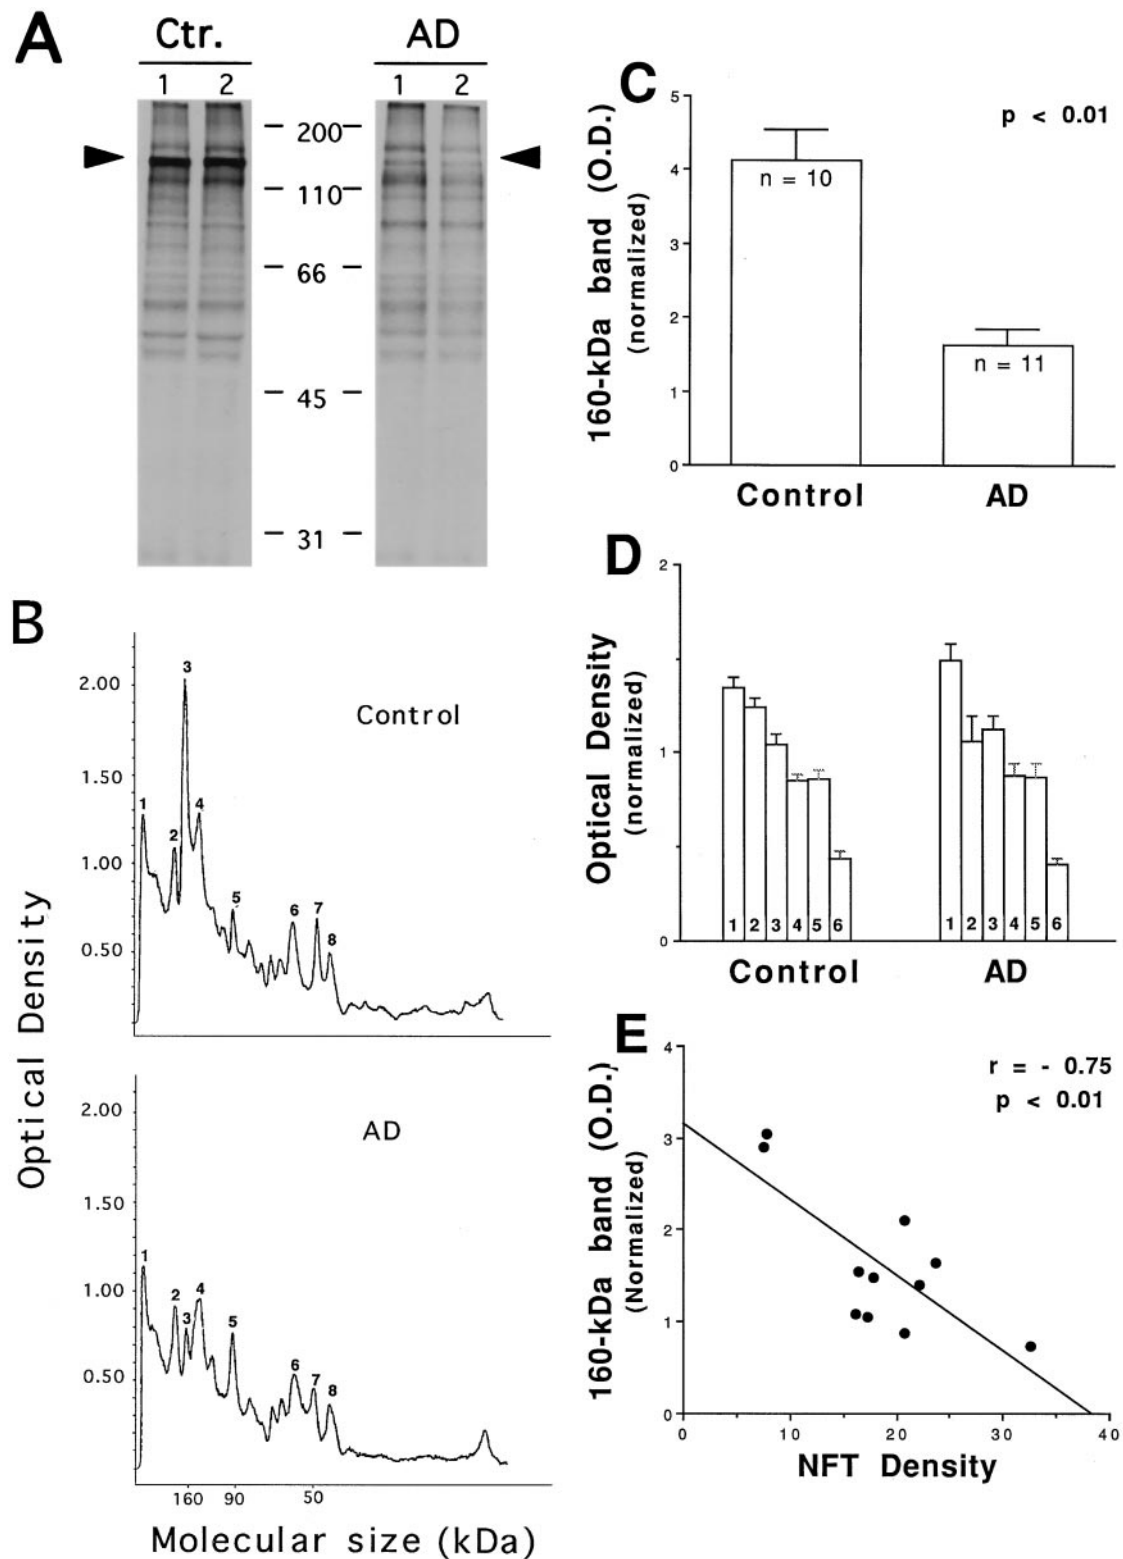 A
Ctr.
AD
1 2
1 2
200
110
66
45
31
B
Optical Density
2.00
1.50
1.00
0.50
Control
1
2
3
4
5
6
7
8
2.00
1.50
1.00
0.50
AD
1
2
3
4
5
6
7
8
160 90 50
Molecular size (kDa)
C
160-kDa band (O.D.)
(normalized)
5
4
3
2
1
0
p < 0.01
n = 10
n = 11
Control AD
D
Optical Density
(normalized)
2
1
0
1 2 3 4 5 6
1 2 3 4 5 6
Control AD
E
160-kDa band (O.D.)
(Normalized)
4
3
2
1
0
r = - 0.75
p < 0.01
0 10 20 30 40
NFT Density